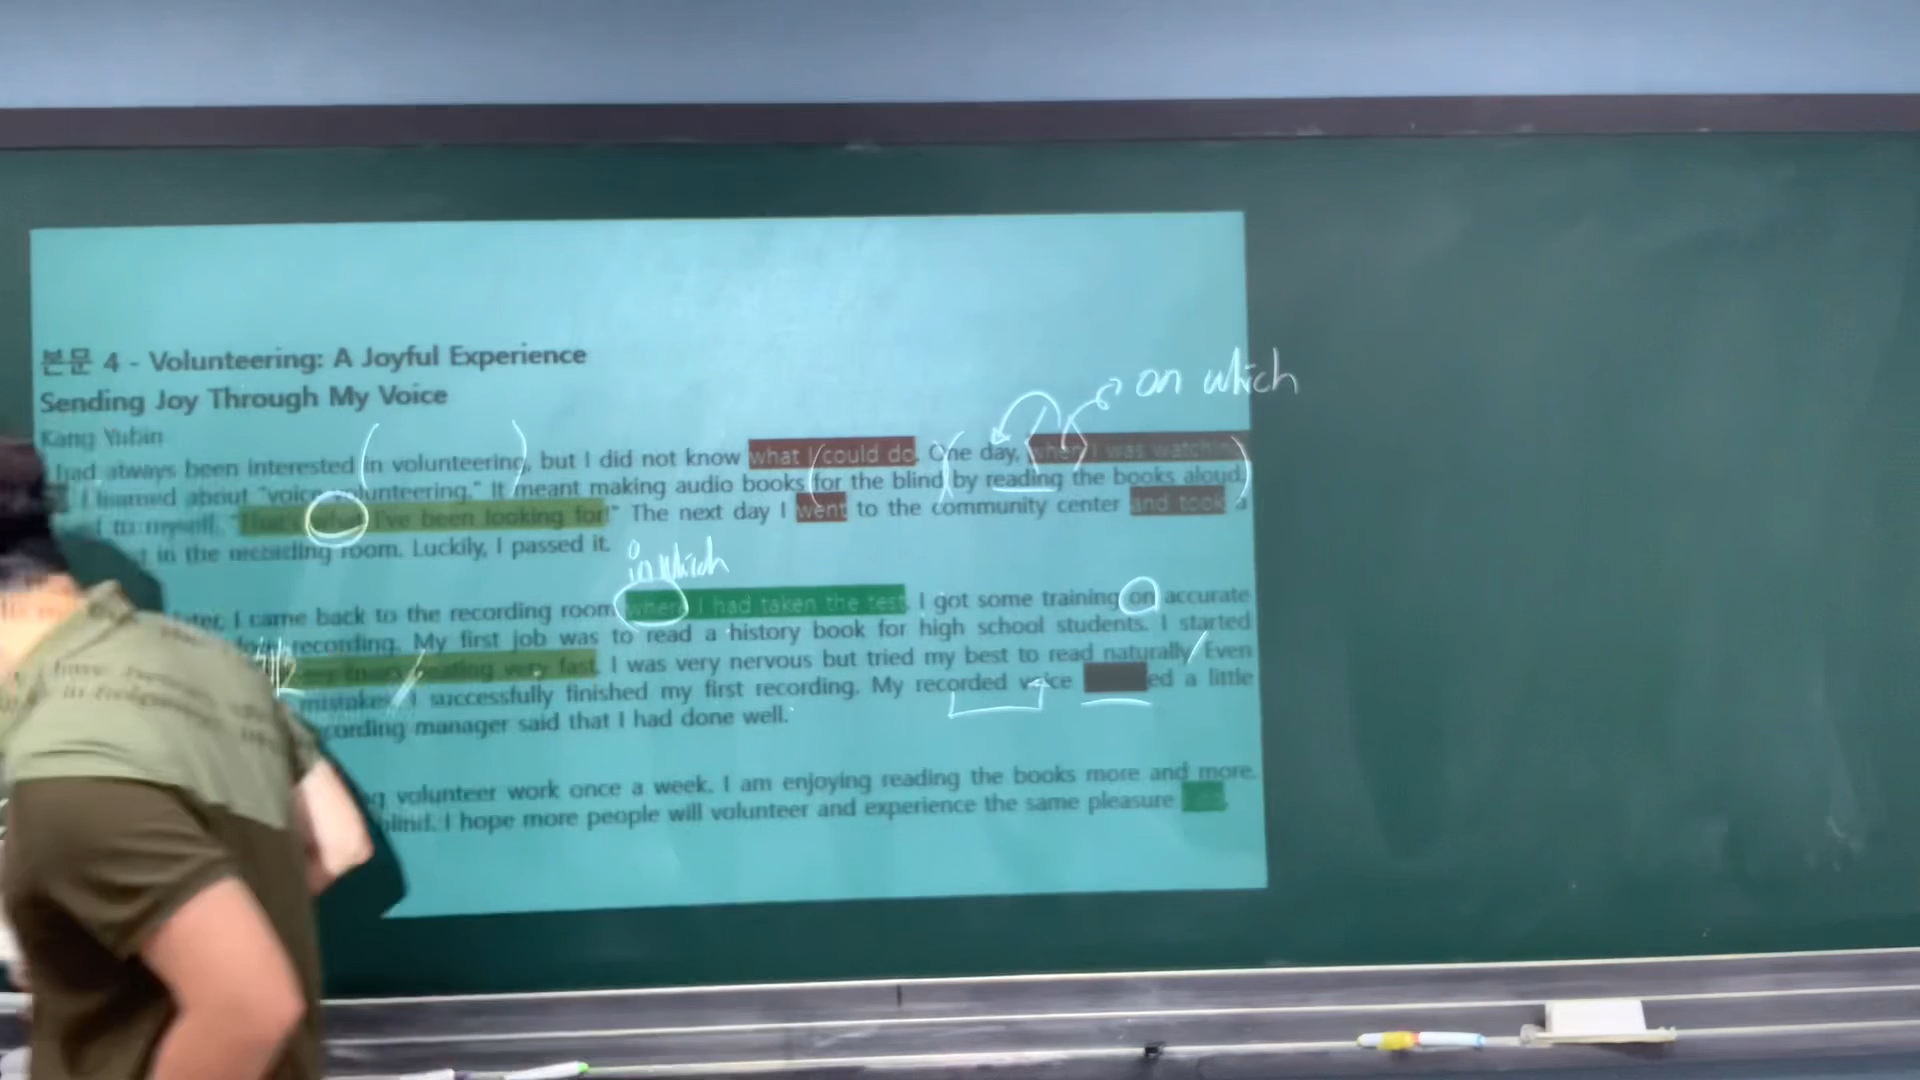 본문 4 - Volunteering: A Joyful Experience
Sending Joy Through My Voice
Kang Yubin
on which
had always been interested in volunteering, but I did not know what I could do. One day, when I was watching
I learned about "voice volunteering." It meant making audio books for the blind by reading the books aloud.
to myself, "That's what I've been looking for!" The next day I went to the community center and took a
in the recording room. Luckily, I passed it.
in which
later, I came back to the recording room where I had taken the test. I got some training on accurate
recording. My first job was to read a history book for high school students. I started
very fast. I was very nervous but tried my best to read naturally. Even
mistakes, I successfully finished my first recording. My recorded voice ed a little
cording manager said that I had done well.
volunteer work once a week. I am enjoying reading the books more and more.
blind. I hope more people will volunteer and experience the same pleasure